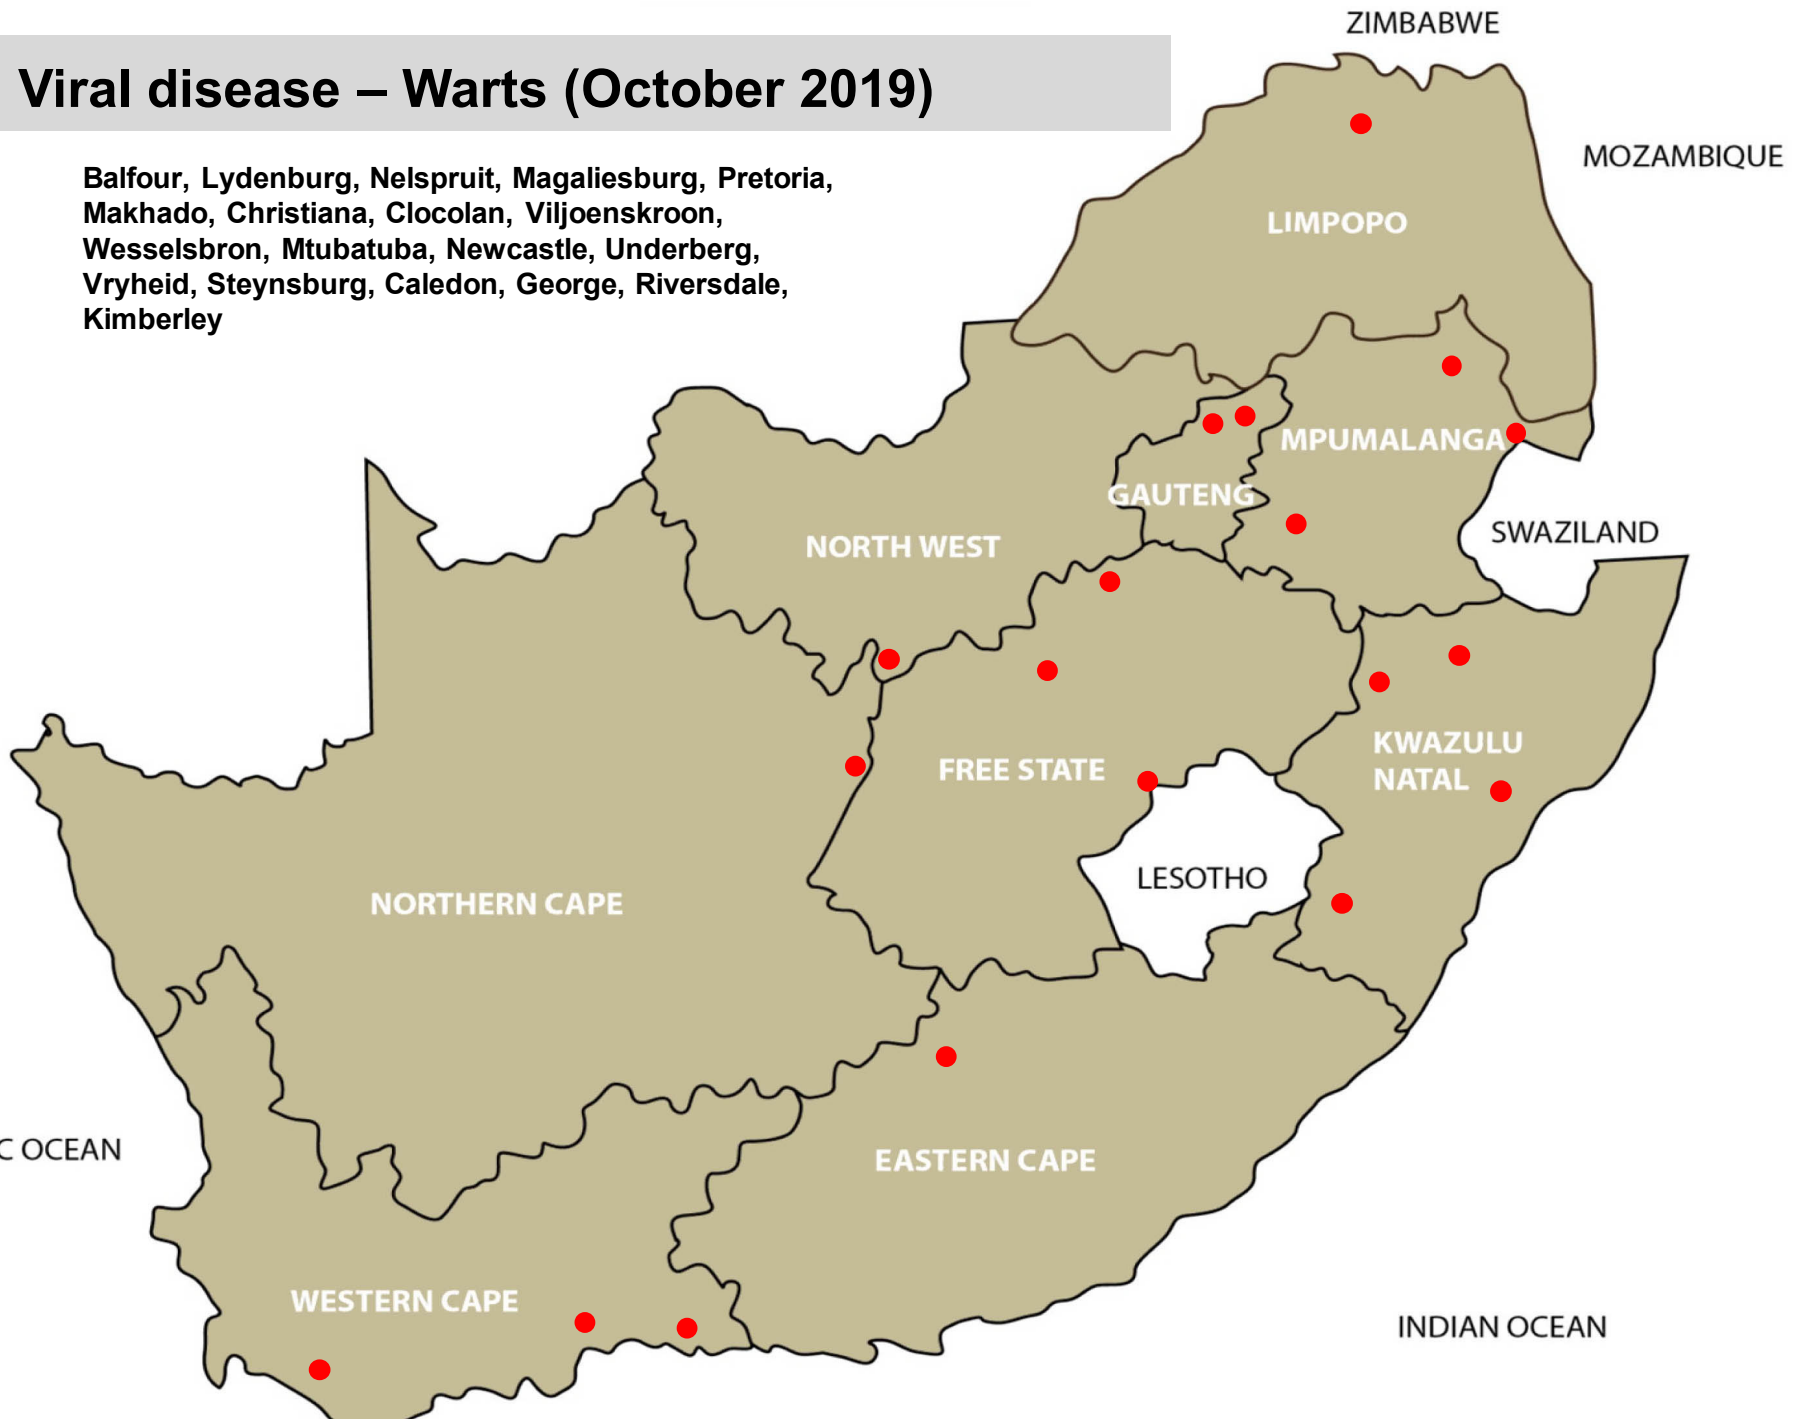 ZIMBABWE
Viral disease – Warts (October 2019)
MOZAMBIQUE
Balfour, Lydenburg, Nelspruit, Magaliesburg, Pretoria,
Makhado, Christiana, Clocolan, Viljoenskroon,
Wesselsbron, Mtubatuba, Newcastle, Underberg,
Vryheid, Steynsburg, Caledon, George, Riversdale,
Kimberley
LIMPOPO
MPUMALANGA
GAUTENG
SWAZILAND
NORTH WEST
KWAZULU
NATAL
FREE STATE
LESOTHO
NORTHERN CAPE
C OCEAN
EASTERN CAPE
WESTERN CAPE
INDIAN OCEAN